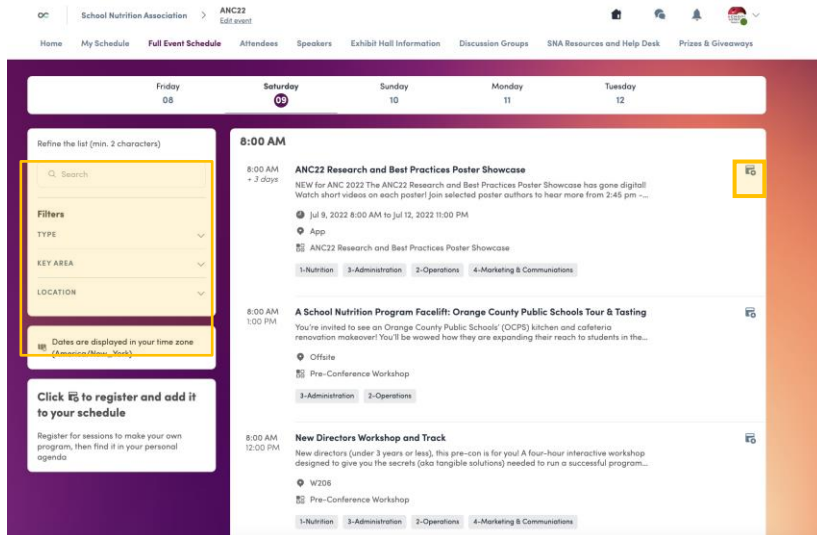 School Nutrition Association > ANC22
Edit event
Home My Schedule Full Event Schedule Attendees Speakers Exhibit Hall Information Discussion Groups SNA Resources and Help Desk Prizes & Giveaways
Friday Saturday Sunday Monday Tuesday
08 09 10 11 12
Refine the list (min. 2 characters)
Search
Filters
TYPE
KEY AREA
LOCATION
Dates are displayed in your time zone
(America/New_York)
Click to register and add it
to your schedule
Register for sessions to make your own
program, then find it in your personal
agenda
8:00 AM
8:00 AM
+ 3 days
ANC22 Research and Best Practices Poster Showcase
NEW for ANC 2022 The ANC22 Research and Best Practices Poster Showcase has gone digital!
Watch short videos on each poster! Join selected poster authors to hear more from 2:45 pm -...
Jul 9, 2022 8:00 AM to Jul 12, 2022 11:00 PM
App
ANC22 Research and Best Practices Poster Showcase
1-Nutrition 3-Administration 2-Operations 4-Marketing & Communiations
8:00 AM
1:00 PM
A School Nutrition Program Facelift: Orange County Public Schools Tour & Tasting
You're invited to see an Orange County Public Schools' (OCPS) kitchen and cafeteria
renovation makeover! You'll be wowed how they are expanding their reach to students in the...
Offsite
Pre-Conference Workshop
3-Administration 2-Operations
8:00 AM
12:00 PM
New Directors Workshop and Track
New directors (under 3 years or less), this pre-con is for you! A four-hour interactive workshop
designed to give you the secrets (aka tangible solutions) needed to run a successful program...
W206
Pre-Conference Workshop
1-Nutrition 3-Administration 2-Operations 4-Marketing & Communiations